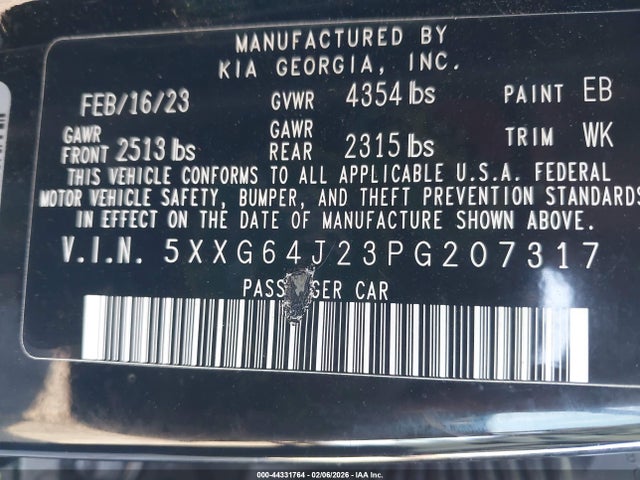 MANUFACTURED BY
KIA GEORGIA, INC.
FEB/16/23 GVWR 4354 lbs PAINT EB
GAWR FRONT 2513 lbs GAWR REAR 2315 lbs TRIM WK
THIS VEHICLE CONFORMS TO ALL APPLICABLE U.S.A. FEDERAL
MOTOR VEHICLE SAFETY, BUMPER, AND THEFT PREVENTION STANDARDS
IN EFFECT ON THE DATE OF MANUFACTURE SHOWN ABOVE.
V.I.N. 5XXG64J23PG207317
PASSENGER CAR
000-44331764 - 02/06/2026 - IAA Inc.